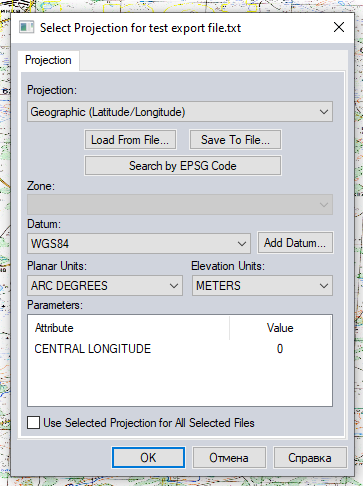 Select Projection for test export file.txt
Projection
Projection:
Geographic (Latitude/Longitude)
Load From File... Save To File...
Search by EPSG Code
Zone:
Datum:
WGS84 Add Datum...
Planar Units: Elevation Units:
ARC DEGREES METERS
Parameters:
Attribute Value
CENTRAL LONGITUDE 0
Use Selected Projection for All Selected Files
OK Отмена Справка